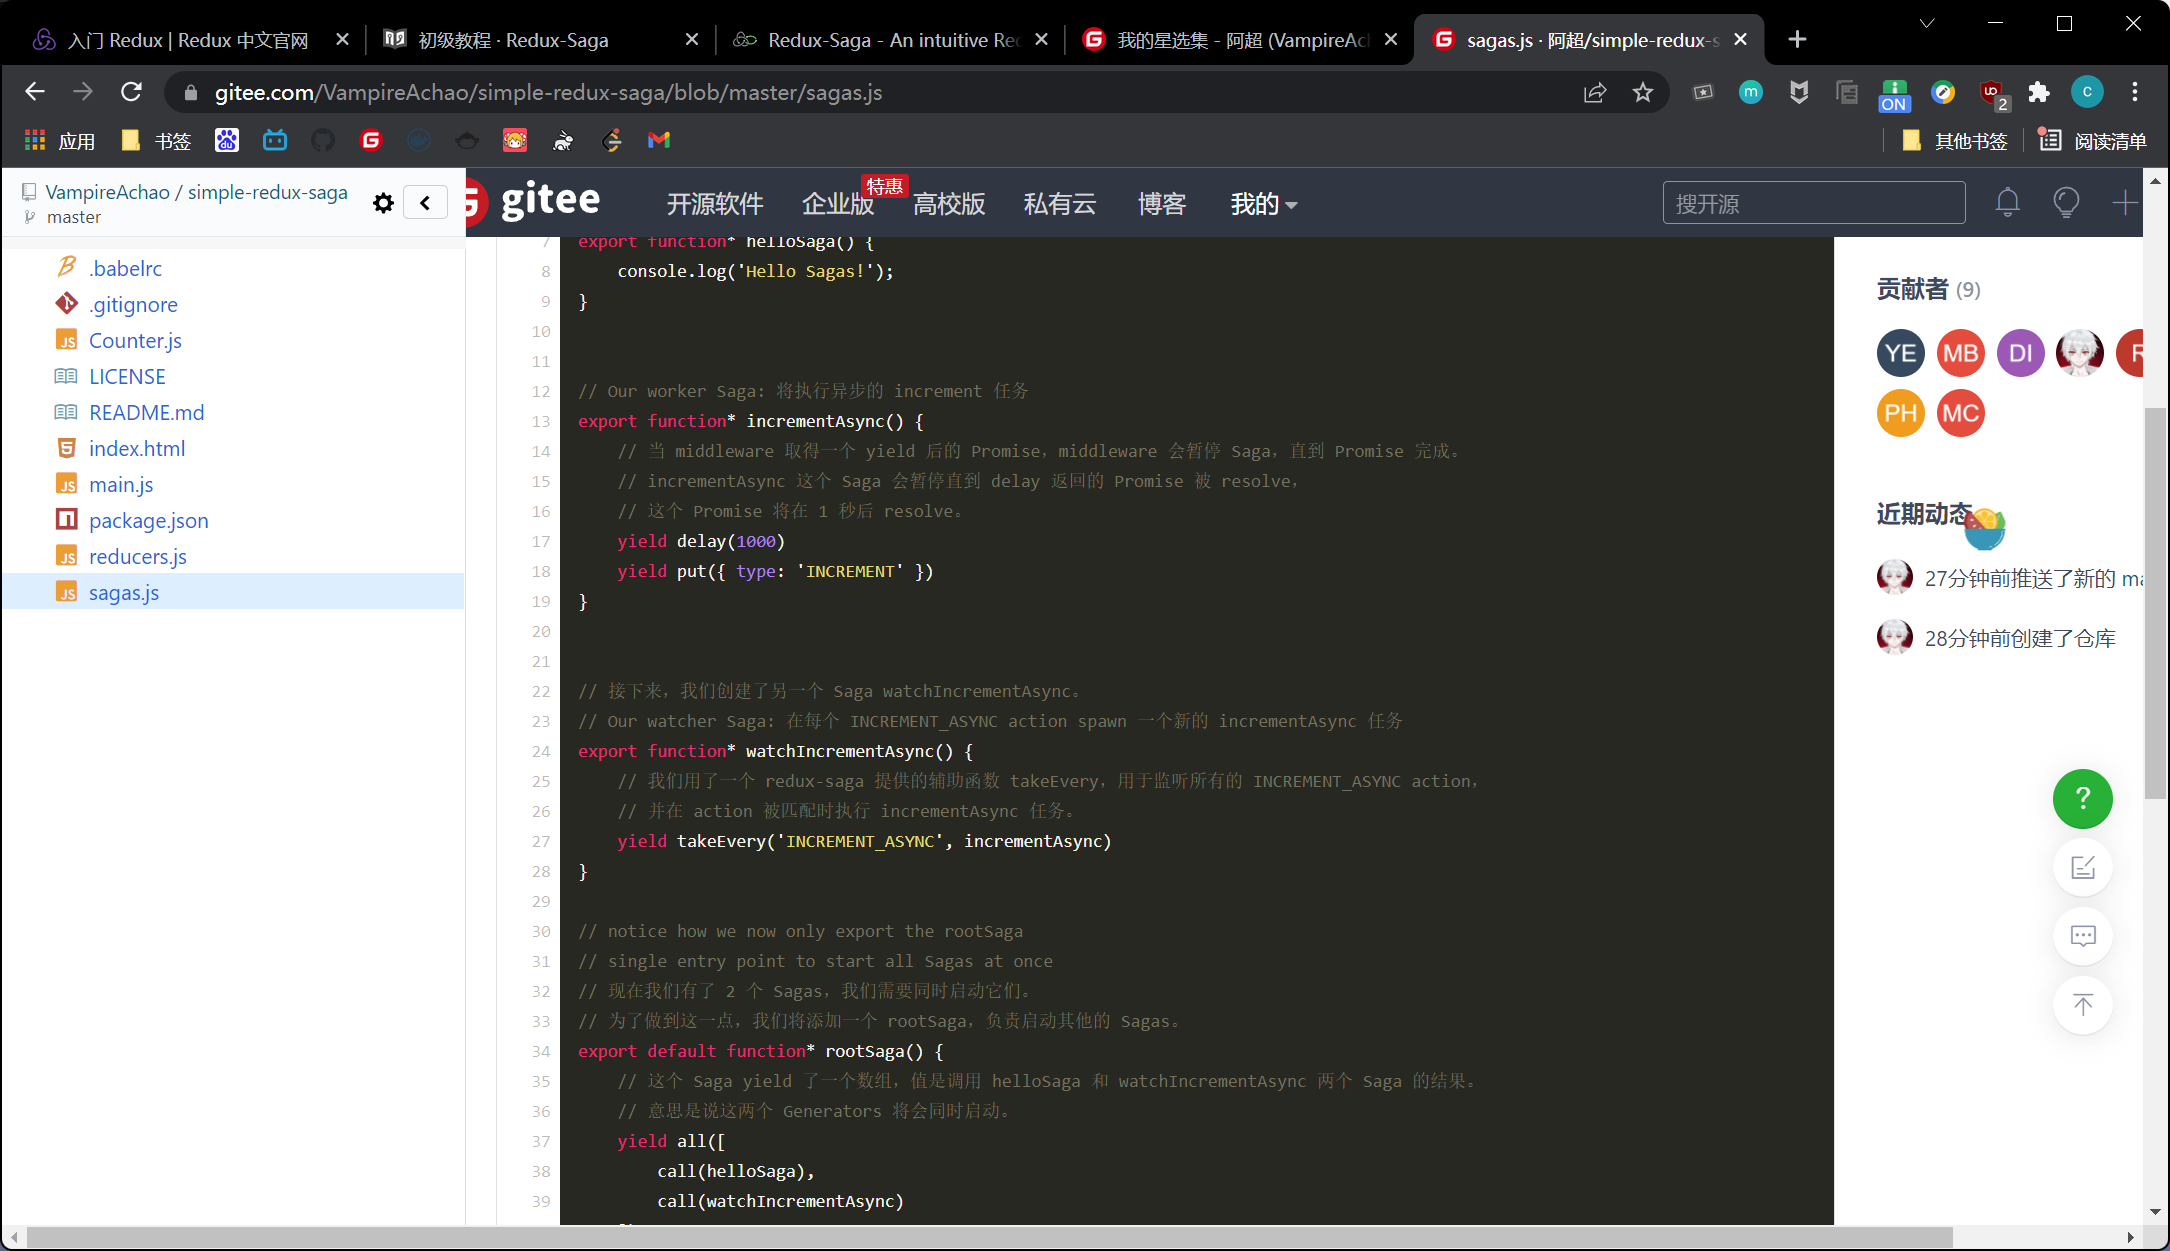 入门 Redux | Redux 中文官网
初级教程 · Redux-Saga
Redux-Saga - An intuitive Rec
我的星选集 - 阿超 (VampireAch
sagas.js · 阿超/simple-redux-s
gitee.com/VampireAchao/simple-redux-saga/blob/master/sagas.js
m
ON
2
c
应用
书签
其他书签
阅读清单
VampireAchao / simple-redux-saga
master
gitee
开源软件
企业版
特惠
高校版
私有云
博客
我的
搜开源
.babelrc
.gitignore
Counter.js
LICENSE
README.md
index.html
main.js
package.json
reducers.js
sagas.js
7 export function* helloSaga() {
8 console.log('Hello Sagas!');
9 }
10
11
12 // Our worker Saga: 将执行异步的 increment 任务
13 export function* incrementAsync() {
14 // 当 middleware 取得一个 yield 后的 Promise，middleware 会暂停 Saga，直到 Promise 完成。
15 // incrementAsync 这个 Saga 会暂停直到 delay 返回的 Promise 被 resolve，
16 // 这个 Promise 将在 1 秒后 resolve。
17 yield delay(1000)
18 yield put({ type: 'INCREMENT' })
19 }
20
21
22 // 接下来，我们创建了另一个 Saga watchIncrementAsync。
23 // Our watcher Saga: 在每个 INCREMENT_ASYNC action spawn 一个新的 incrementAsync 任务
24 export function* watchIncrementAsync() {
25 // 我们用了一个 redux-saga 提供的辅助函数 takeEvery，用于监听所有的 INCREMENT_ASYNC action，
26 // 并在 action 被匹配时执行 incrementAsync 任务。
27 yield takeEvery('INCREMENT_ASYNC', incrementAsync)
28 }
29
30 // notice how we now only export the rootSaga
31 // single entry point to start all Sagas at once
32 // 现在我们有了 2 个 Sagas，我们需要同时启动它们。
33 // 为了做到这一点，我们将添加一个 rootSaga，负责启动其他的 Sagas。
34 export default function* rootSaga() {
35 // 这个 Saga yield 了一个数组，值是调用 helloSaga 和 watchIncrementAsync 两个 Saga 的结果。
36 // 意思是说这两个 Generators 将会同时启动。
37 yield all([
38 call(helloSaga),
39 call(watchIncrementAsync)
贡献者 (9)
YE MB DI
PH MC
近期动态
27分钟前推送了新的 ma
28分钟前创建了仓库
?